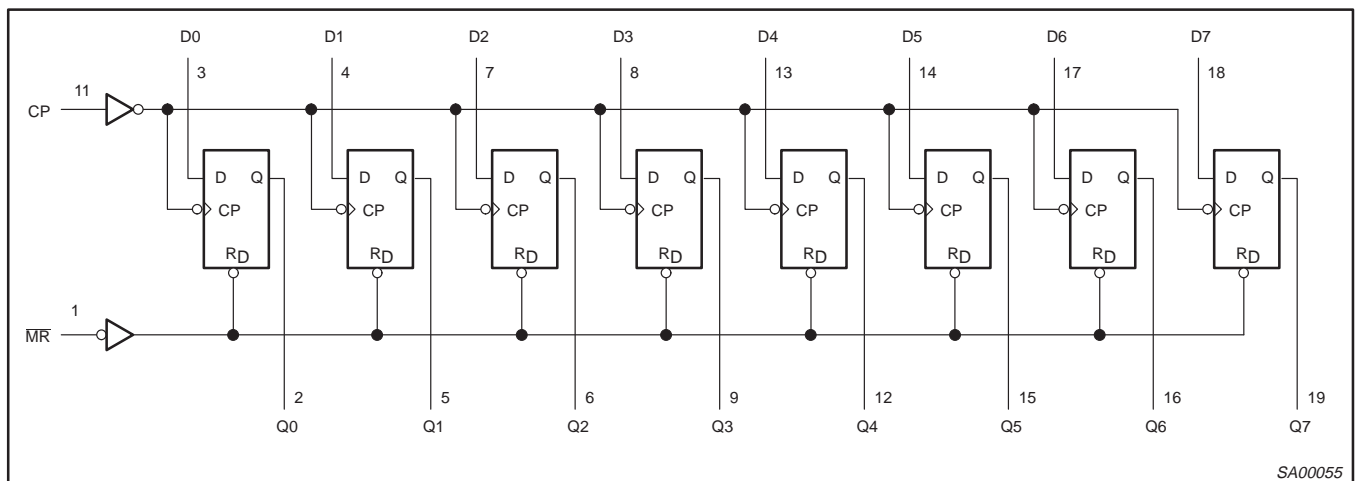 D0 D1 D2 D3 D4 D5 D6 D7
3 4 7 8 13 14 17 18
CP 11
D Q D Q D Q D Q D Q D Q D Q D Q
CP CP CP CP CP CP CP CP
RD RD RD RD RD RD RD RD
MR 1
2 5 6 9 12 15 16 19
Q0 Q1 Q2 Q3 Q4 Q5 Q6 Q7
SA00055